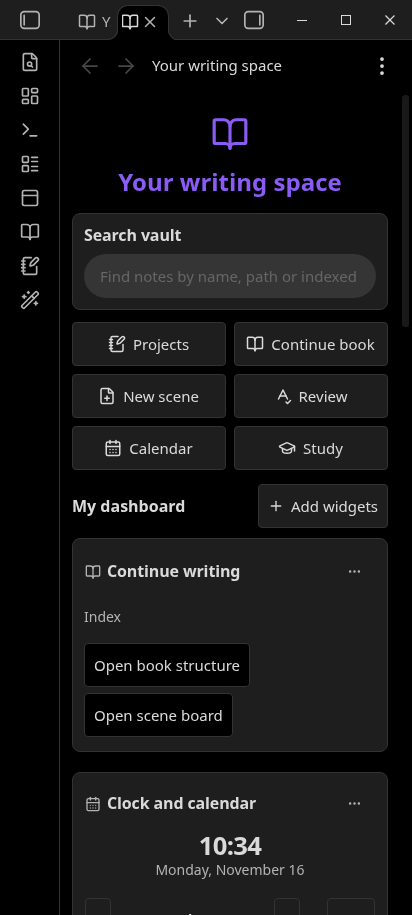 Y
Your writing space
Your writing space
Search vault
Find notes by name, path or indexed
Projects
Continue book
New scene
Review
Calendar
Study
My dashboard
Add widgets
Continue writing
Index
Open book structure
Open scene board
Clock and calendar
10:34
Monday, November 16